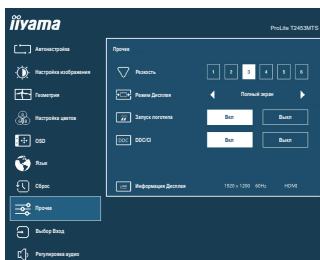 iiyama
ProLite T2453MTS
Автонастройка
Настройка изображения
Геометрия
Настройка цветов
OSD
Язык
Сброс
Прочее
Выбор Вход
Регулировка аудио
Прочее
Резкость 1 2 3 4 5 6
Режим Дисплея Полный экран
Запуск логотипа Вкл Выкл
DDC DDC/CI Вкл Выкл
Информация Дисплея 1920 x 1200 60Hz HDMI